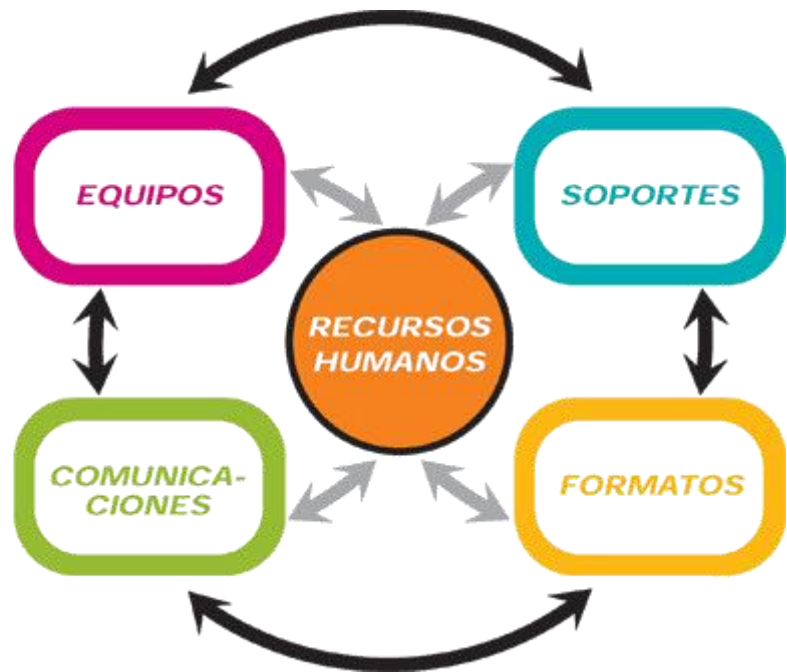 EQUIPOS
SOPORTES
RECURSOS
HUMANOS
COMUNICA-
CIONES
FORMATOS